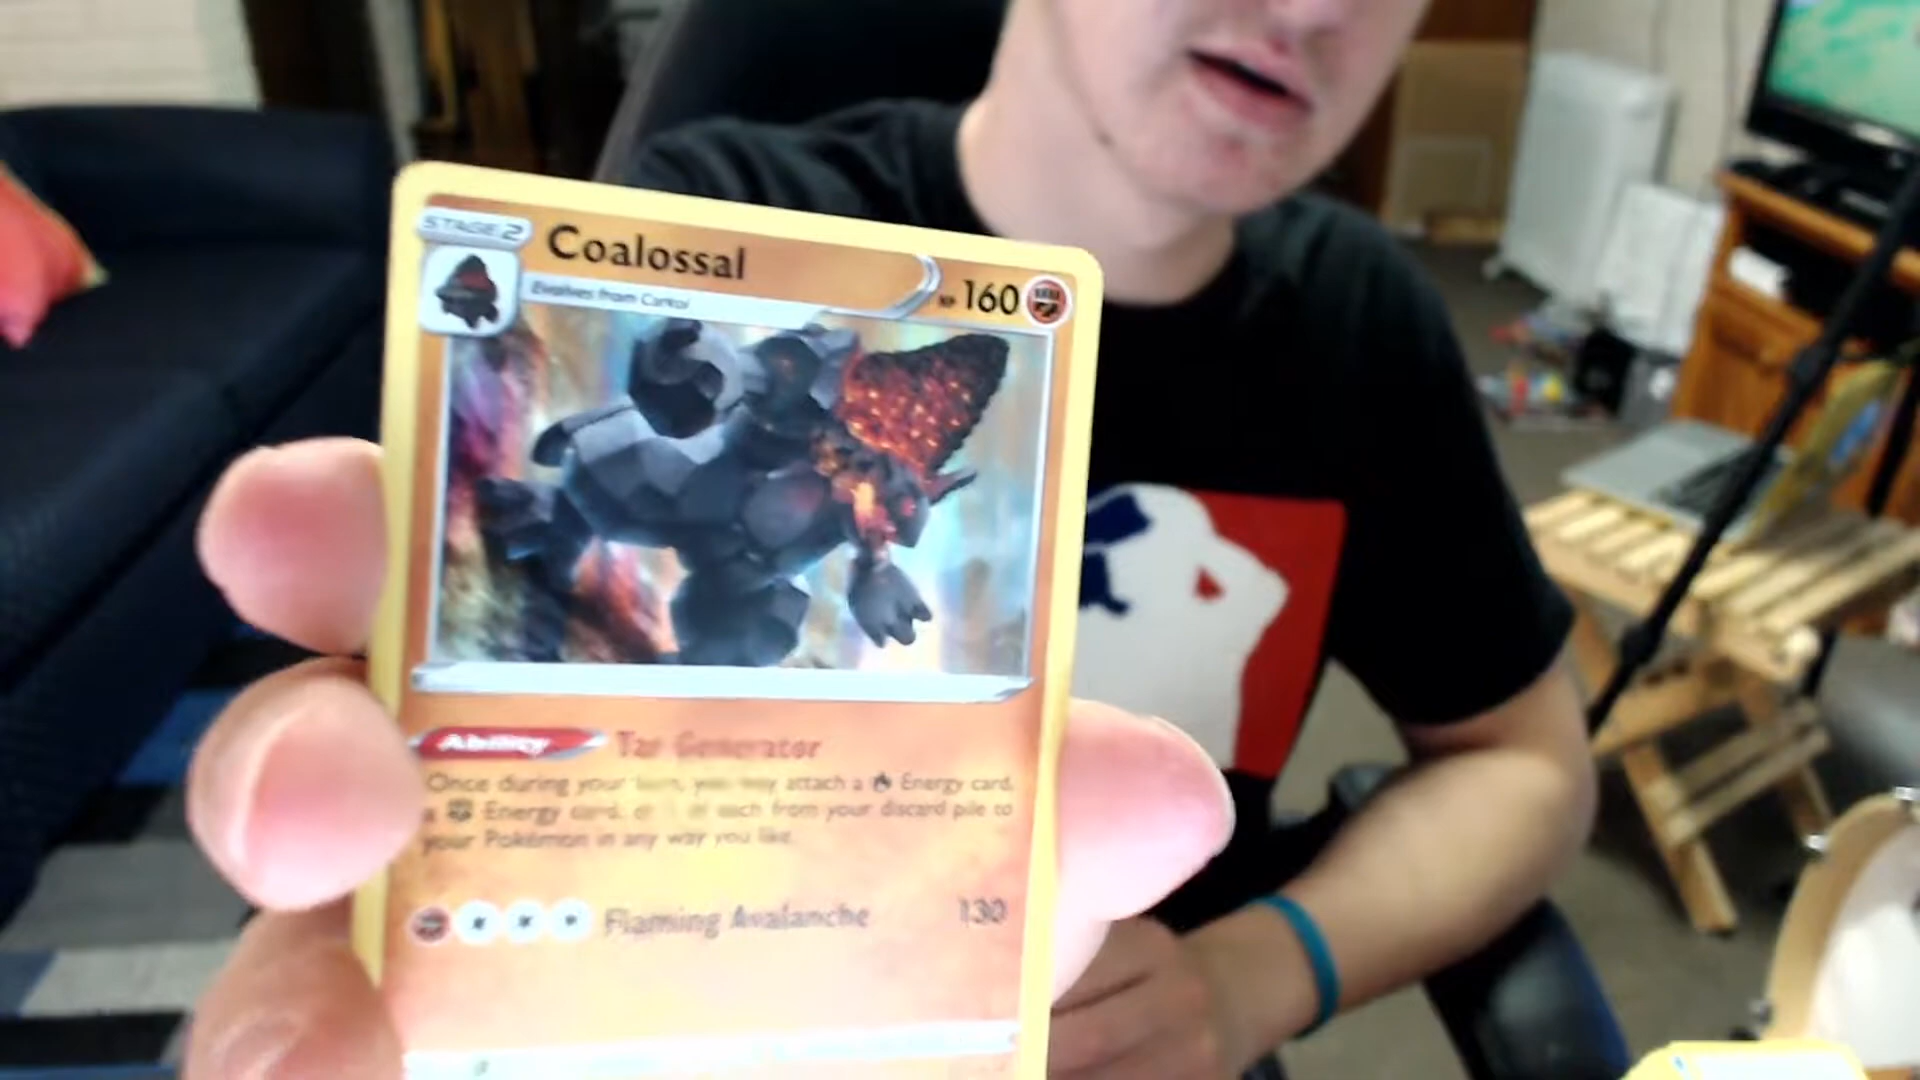 STAGE 2
Coalossal
Evolves from Carkol
HP 160
Ability Tar Generator
Once during your turn, you may attach a Energy card,
a Energy card, or 1 of each from your discard pile to
your Pokémon in any way you like.
Flaming Avalanche 130